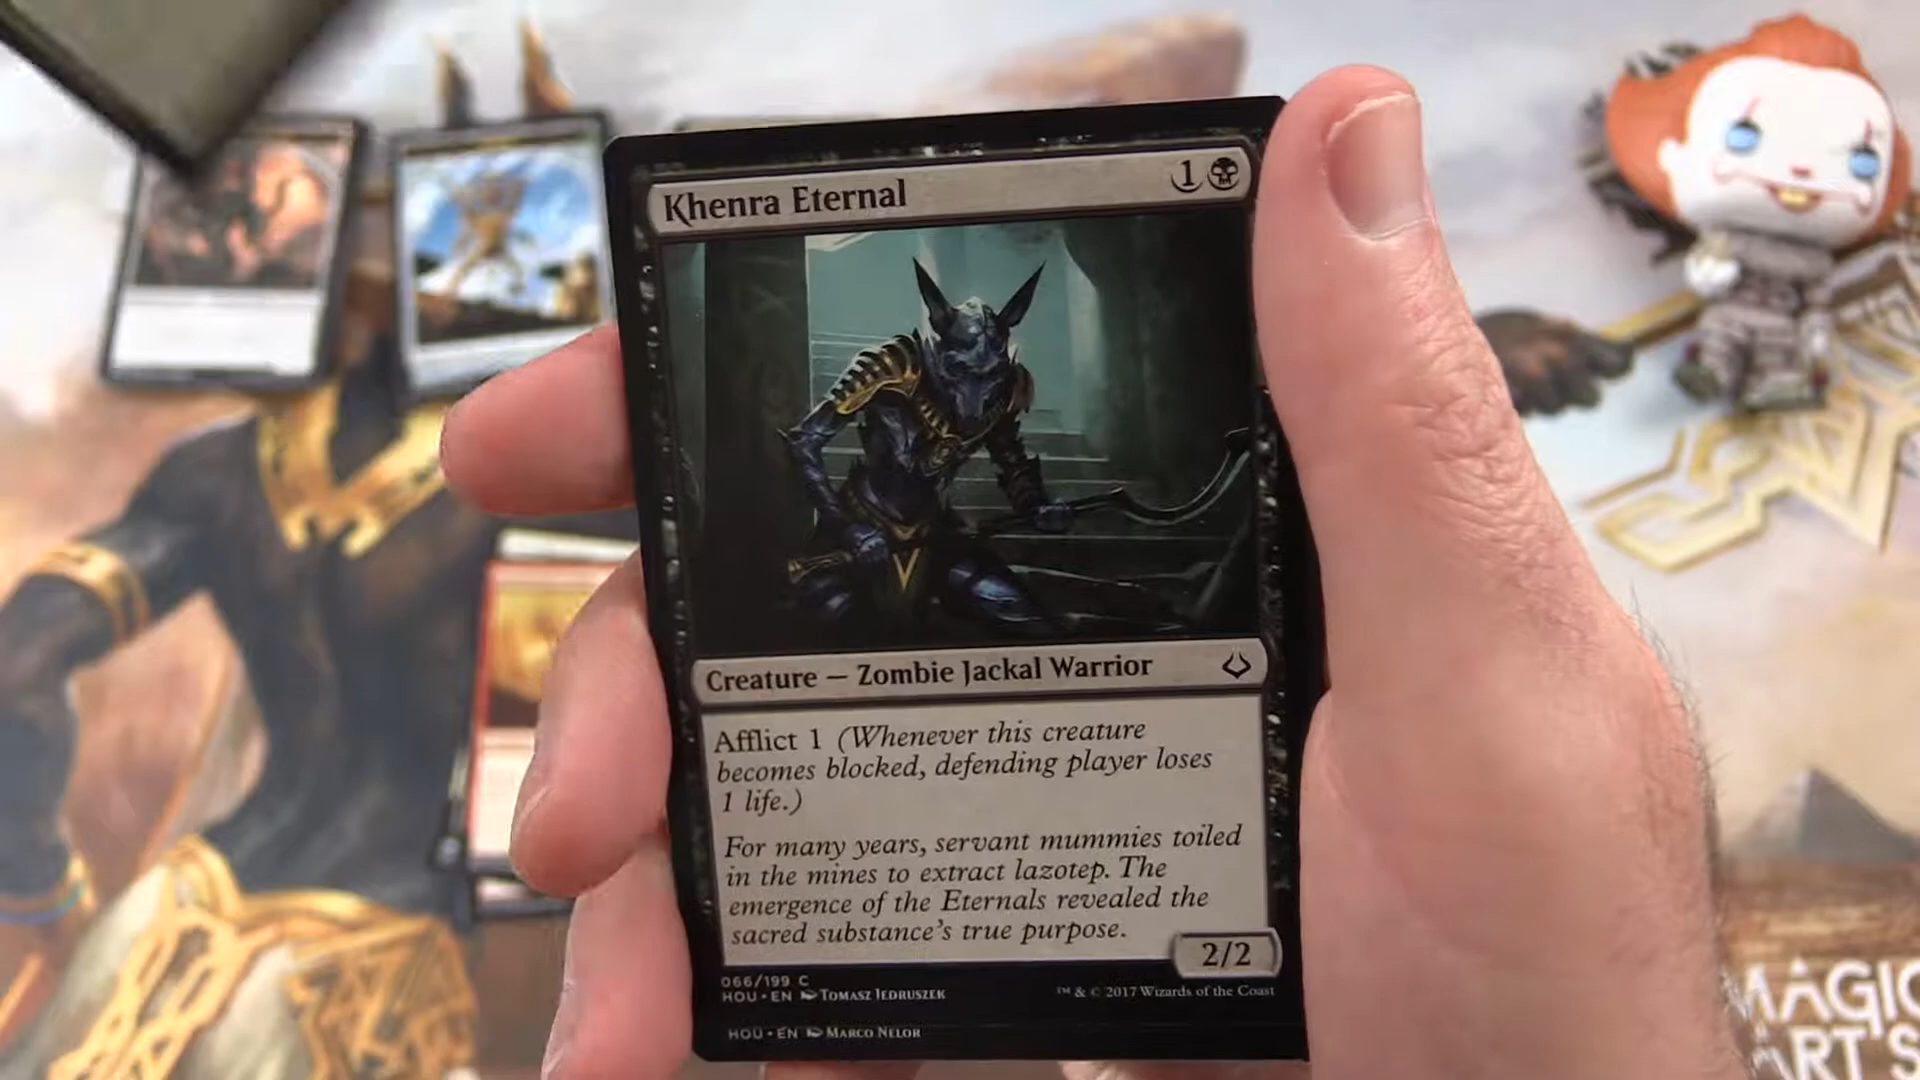 Khenra Eternal 1
Creature — Zombie Jackal Warrior
Afflict 1 (Whenever this creature
becomes blocked, defending player loses
1 life.)
For many years, servant mummies toiled
in the mines to extract lazotep. The
emergence of the Eternals revealed the
sacred substance's true purpose.
2/2
066/199 C
HOU • EN TOMASZ JEDRUSZEK
™ & © 2017 Wizards of the Coast
HOU • EN MARCO NELOR
MAGIC
ART S